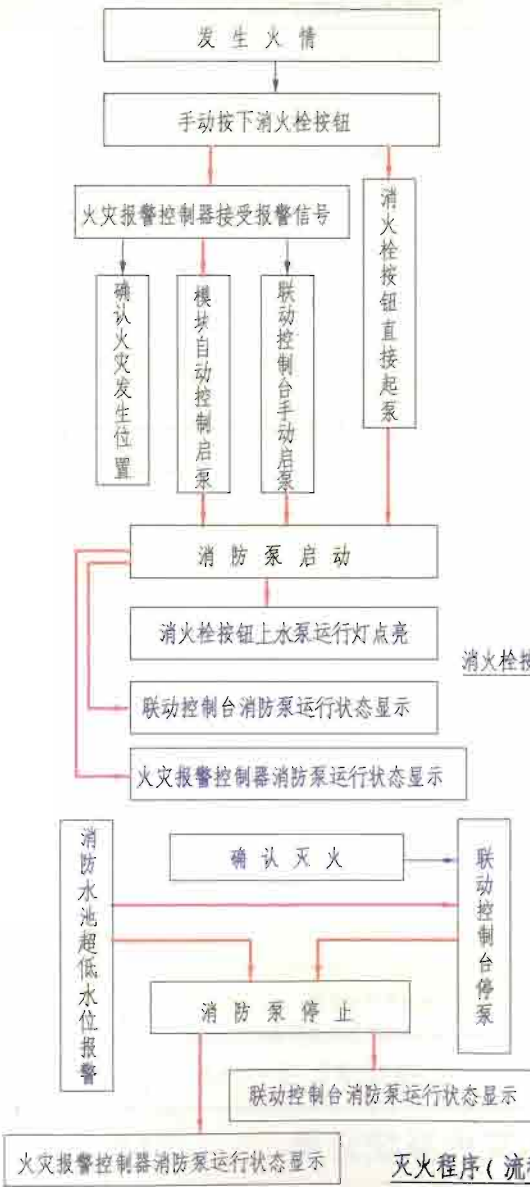 发生火情
手动按下消火栓按钮
火灾报警控制器接受报警信号
消火栓按钮直接起泵
确认火灾发生位置
模块自动控制启泵
联动控制台手动启泵
消防泵启动
消火栓按钮上水泵运行灯点亮
消火栓按
联动控制台消防泵运行状态显示
火灾报警控制器消防泵运行状态显示
消防水池超低水位报警
确认灭火
联动控制台停泵
消防泵停止
联动控制台消防泵运行状态显示
火灾报警控制器消防泵运行状态显示
灭火程序(流